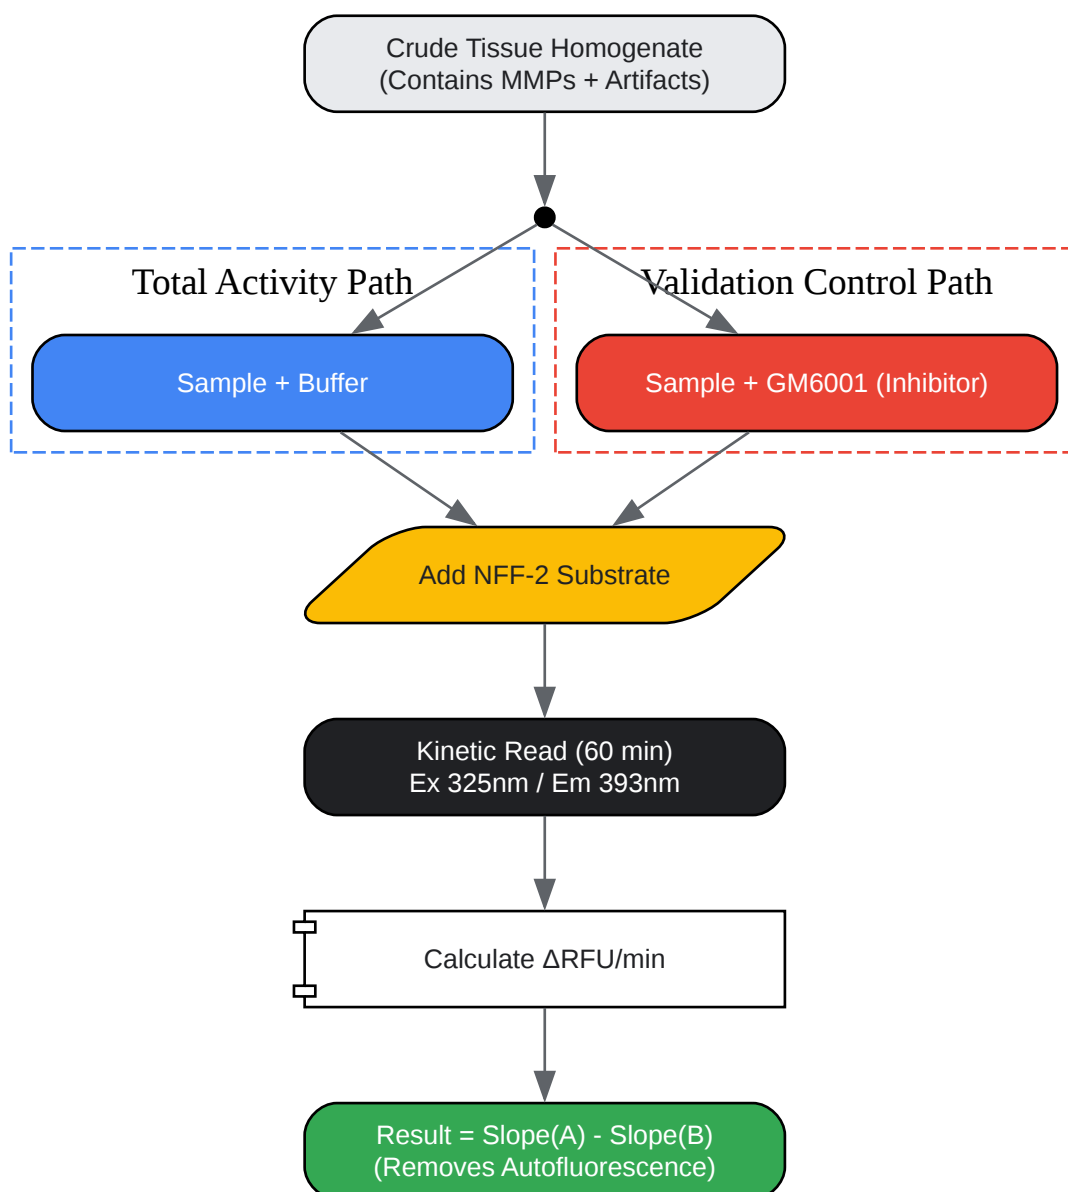 Crude Tissue Homogenate
(Contains MMPs + Artifacts)
Total Activity Path
Validation Control Path
Sample + Buffer
Sample + GM6001 (Inhibitor)
Add NFF-2 Substrate
Kinetic Read (60 min)
Ex 325nm / Em 393nm
Calculate ΔRFU/min
Result = Slope(A) - Slope(B)
(Removes Autofluorescence)